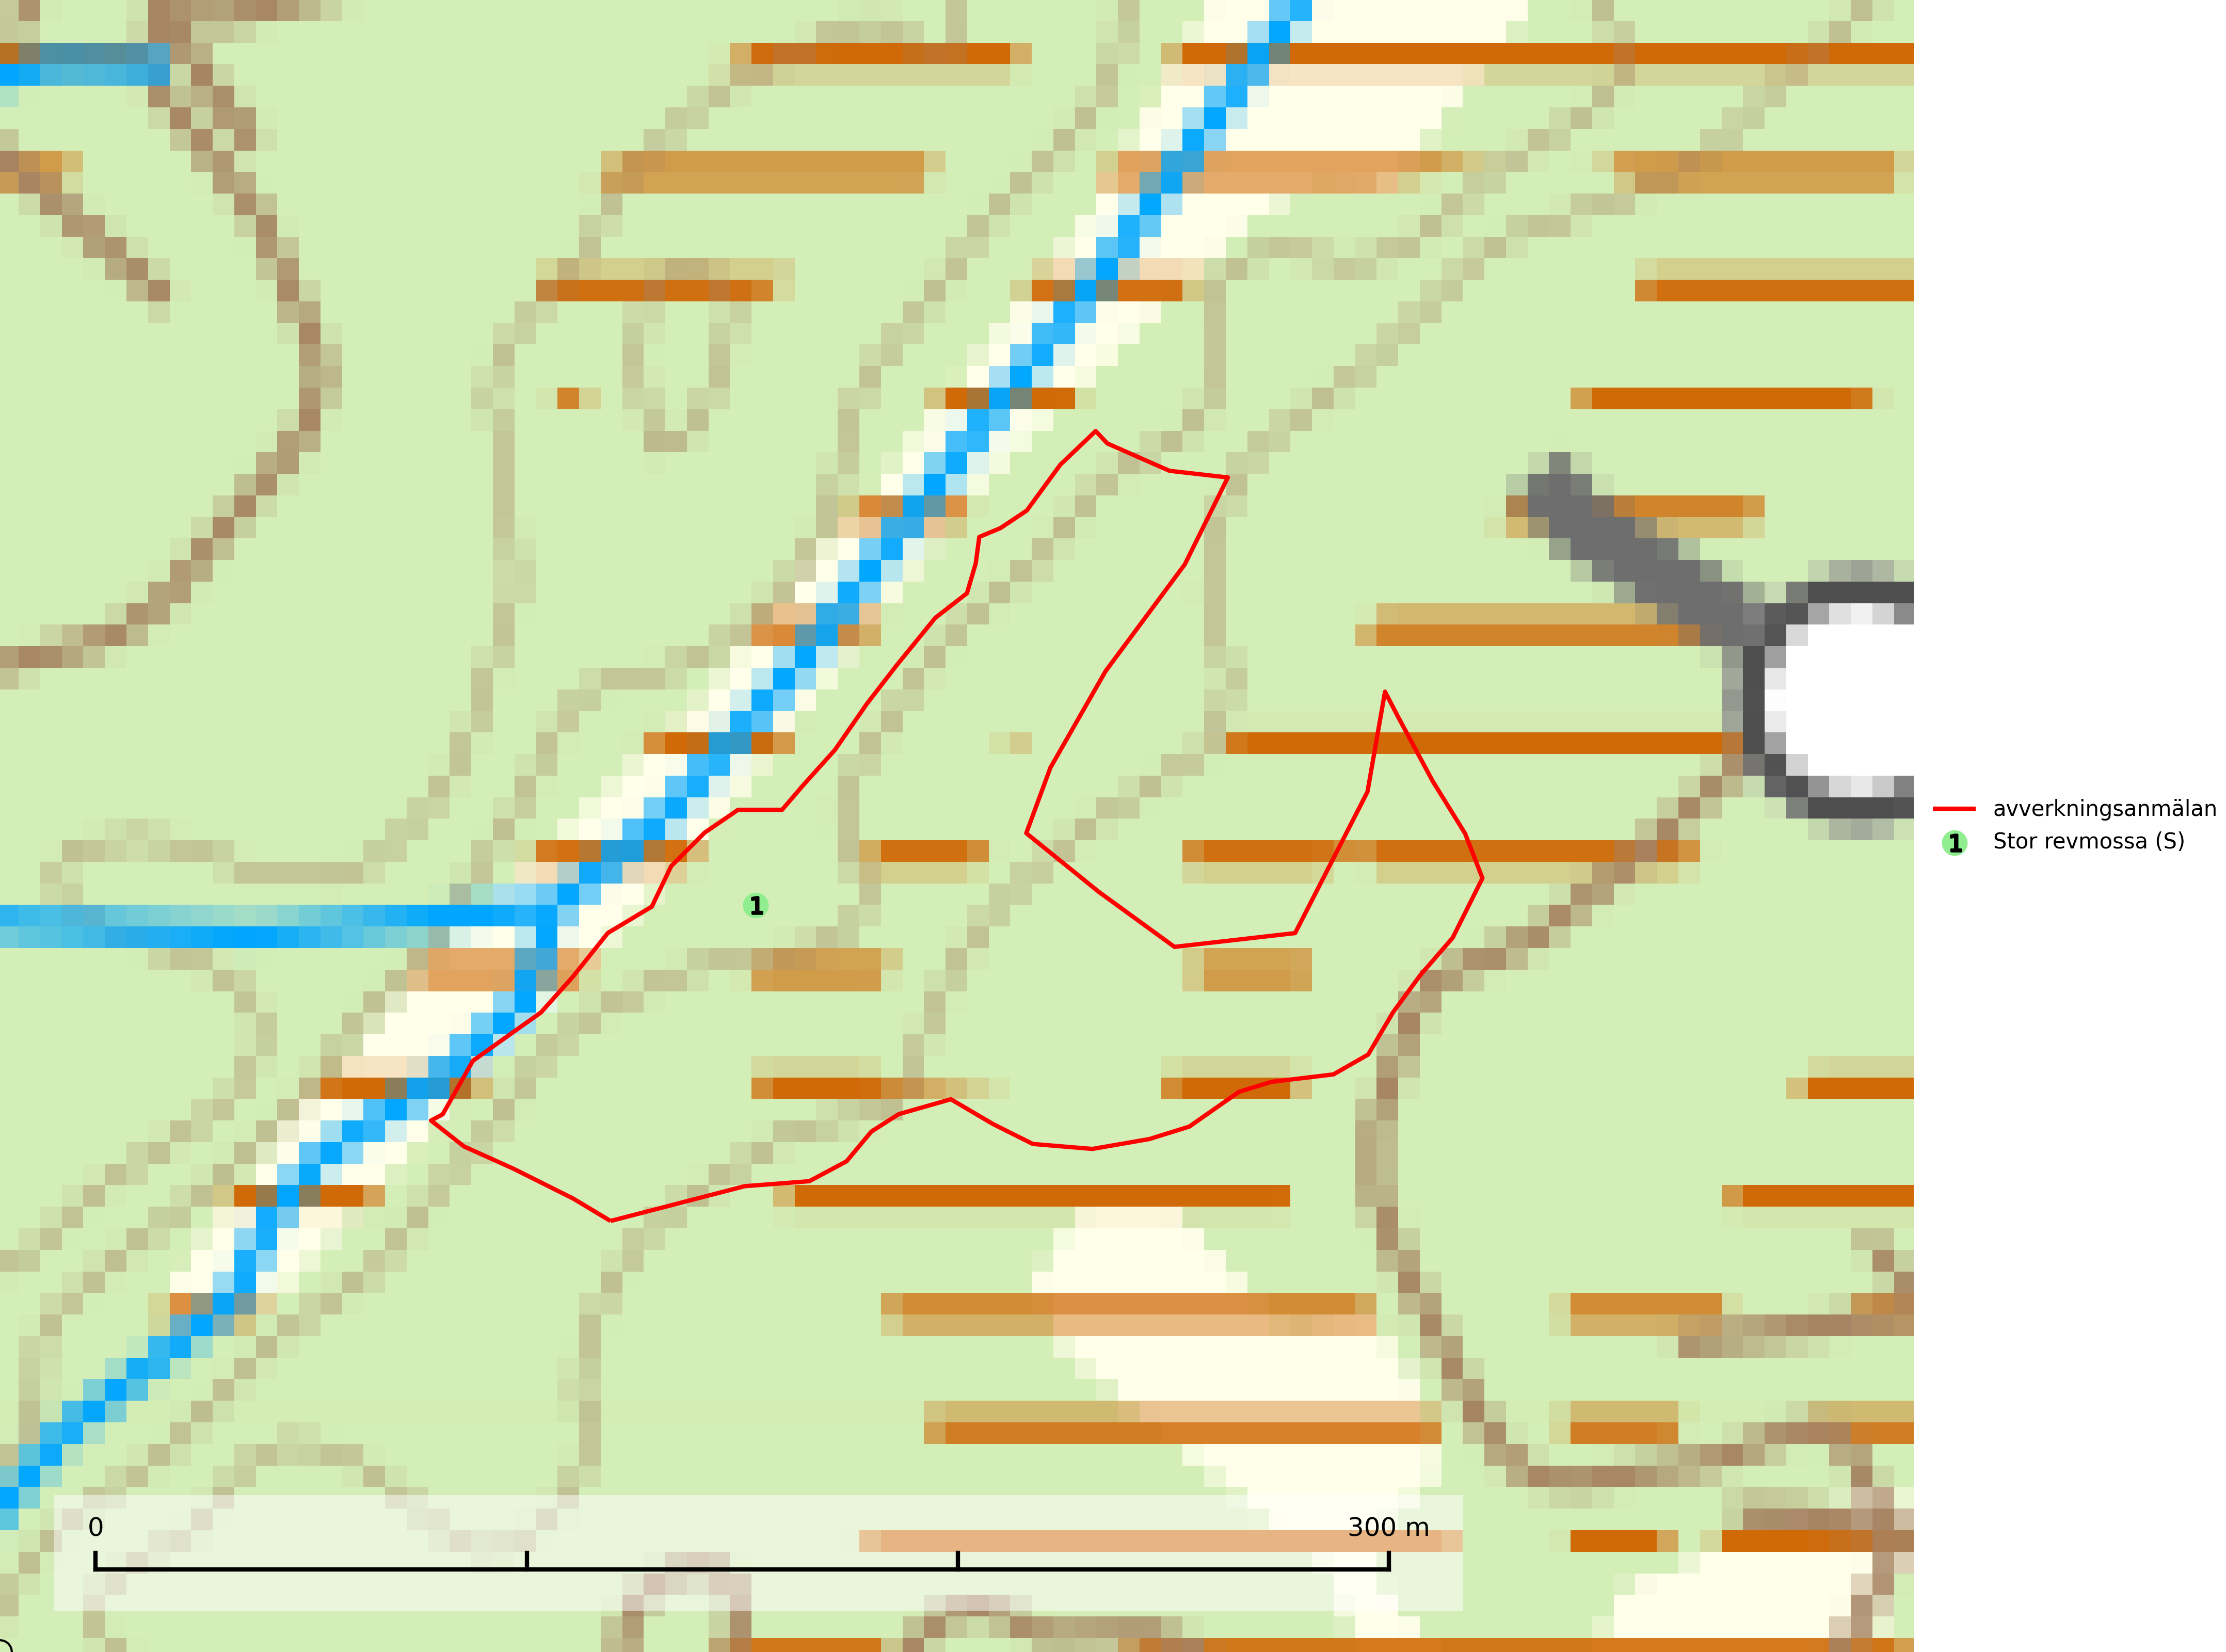 1
avverkningsanmälan
1 Stor revmossa (S)
0 300 m